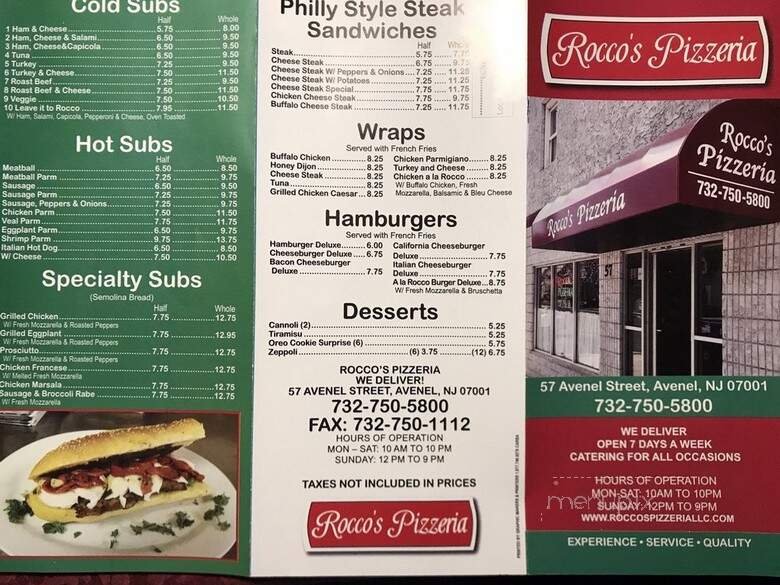 Cold Subs
Half Whole
1 Ham & Cheese 5.75 8.00
2 Ham, Cheese & Salami 6.50 9.50
3 Ham, Cheese&Capicola 6.50 9.50
4 Tuna 6.50 9.50
5 Turkey 7.25 9.50
6 Turkey & Cheese 7.50 11.50
7 Roast Beef 7.25 9.50
8 Roast Beef & Cheese 7.50 11.50
9 Veggie 7.50 10.50
10 Leave it to Rocco 7.95 11.50
W/ Ham, Salami, Capicola, Pepperoni & Cheese, Oven Toasted
Hot Subs
Half Whole
Meatball 6.50 8.50
Meatball Parm 7.25 9.50
Sausage 6.50 9.50
Sausage Parm 7.25 9.75
Sausage, Peppers & Onions 7.25 9.75
Chicken Parm 7.50 11.50
Veal Parm 7.75 11.75
Eggplant Parm 6.50 9.50
Shrimp Parm 9.75 13.75
Italian Hot Dog 6.50 8.50
W/ Cheese 7.50 10.50
Specialty Subs
(Semolina Bread)
Half Whole
Grilled Chicken 7.75 12.75
W/ Fresh Mozzarella & Roasted Peppers
Grilled Eggplant 7.75 12.95
W/ Fresh Mozzarella & Roasted Peppers
Prosciutto 7.75 12.75
W/ Fresh Mozzarella & Roasted Peppers
Chicken Francese 7.75 12.75
W/ Melted Fresh Mozzarella
Chicken Marsala 7.75 12.75
Sausage & Broccoli Rabe 7.75 12.75
W/ Fresh Mozzarella
Philly Style Steak
Sandwiches
Half Whole
Steak 5.75 7.75
Cheese Steak 6.75 9.75
Cheese Steak W/ Peppers & Onions 7.25 11.25
Cheese Steak W/ Potatoes 7.25 11.25
Cheese Steak Special 7.75 11.75
Chicken Cheese Steak 7.75 9.75
Buffalo Cheese Steak 7.25 11.75
Wraps
Served with French Fries
Buffalo Chicken 8.25
Honey Dijon 8.25
Cheese Steak 8.25
Tuna 8.25
Grilled Chicken Caesar 8.25
Chicken Parmigiano 8.25
Turkey and Cheese 8.25
Chicken a la Rocco 8.25
W/ Buffalo Chicken, Fresh
Mozzarella, Balsamic & Bleu Cheese
Hamburgers
Served with French Fries
Hamburger Deluxe 6.00
Cheeseburger Deluxe 6.75
Bacon Cheeseburger
Deluxe 7.75
California Cheeseburger
Deluxe 7.75
Italian Cheeseburger
Deluxe 7.75
A la Rocco Burger Deluxe 8.75
W/ Fresh Mozzarella & Bruschetta
Desserts
Cannoli (2) 5.25
Tiramisu 5.25
Oreo Cookie Surprise (6) 5.75
Zeppoli (6) 3.75 (12) 6.75
ROCCO'S PIZZERIA
WE DELIVER!
57 AVENEL STREET, AVENEL, NJ 07001
732-750-5800
FAX: 732-750-1112
HOURS OF OPERATION
MON – SAT: 10 AM TO 10 PM
SUNDAY: 12 PM TO 9 PM
TAXES NOT INCLUDED IN PRICES
Rocco's Pizzeria
Rocco's Pizzeria
Rocco's
Pizzeria
732-750-5800
Rocco's Pizzeria
57
57 Avenel Street, Avenel, NJ 07001
732-750-5800
WE DELIVER
OPEN 7 DAYS A WEEK
CATERING FOR ALL OCCASIONS
HOURS OF OPERATION
MON-SAT: 10AM TO 10PM
SUNDAY: 12PM TO 9PM
WWW.ROCCOSPIZZERIALLC.COM
EXPERIENCE • SERVICE • QUALITY